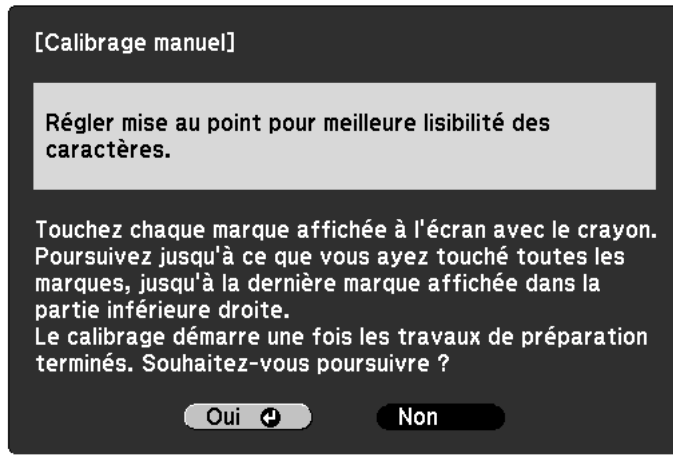 [Calibrage manuel]
Régler mise au point pour meilleure lisibilité des
caractères.
Touchez chaque marque affichée à l'écran avec le crayon.
Poursuivez jusqu'à ce que vous ayez touché toutes les
marques, jusqu'à la dernière marque affichée dans la
partie inférieure droite.
Le calibrage démarre une fois les travaux de préparation
terminés. Souhaitez-vous poursuivre ?
Oui
Non